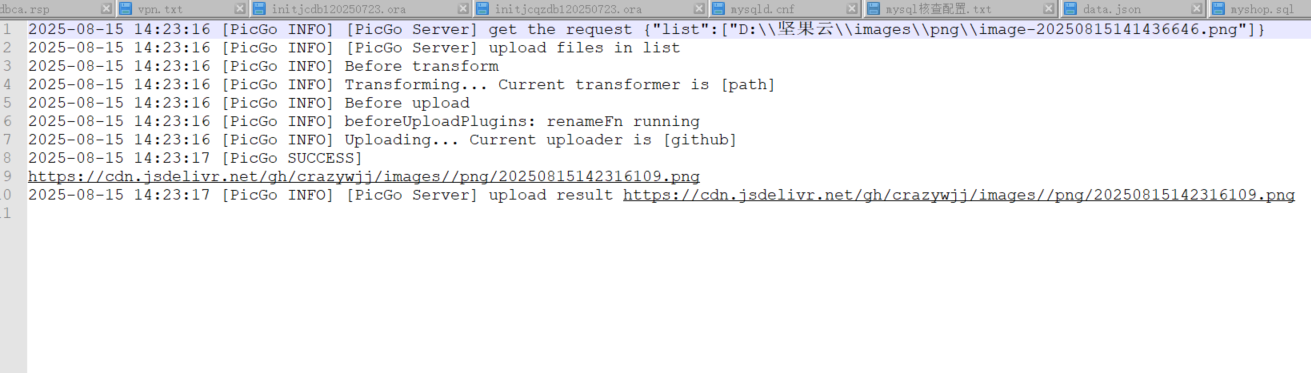 dbca.rsp vpn.txt initjcdb120250723.ora initjcqzdb120250723.ora mysqld.cnf mysql核查配置.txt data.json myshop.sql
1 2025-08-15 14:23:16 [PicGo INFO] [PicGo Server] get the request {"list":["D:\\坚果云\\images\\png\\image-20250815141436646.png"]}
2 2025-08-15 14:23:16 [PicGo INFO] [PicGo Server] upload files in list
3 2025-08-15 14:23:16 [PicGo INFO] Before transform
4 2025-08-15 14:23:16 [PicGo INFO] Transforming... Current transformer is [path]
5 2025-08-15 14:23:16 [PicGo INFO] Before upload
6 2025-08-15 14:23:16 [PicGo INFO] beforeUploadPlugins: renameFn running
7 2025-08-15 14:23:16 [PicGo INFO] Uploading... Current uploader is [github]
8 2025-08-15 14:23:17 [PicGo SUCCESS]
9 https://cdn.jsdelivr.net/gh/crazywjj/images//png/20250815142316109.png
0 2025-08-15 14:23:17 [PicGo INFO] [PicGo Server] upload result https://cdn.jsdelivr.net/gh/crazywjj/images//png/20250815142316109.png
1